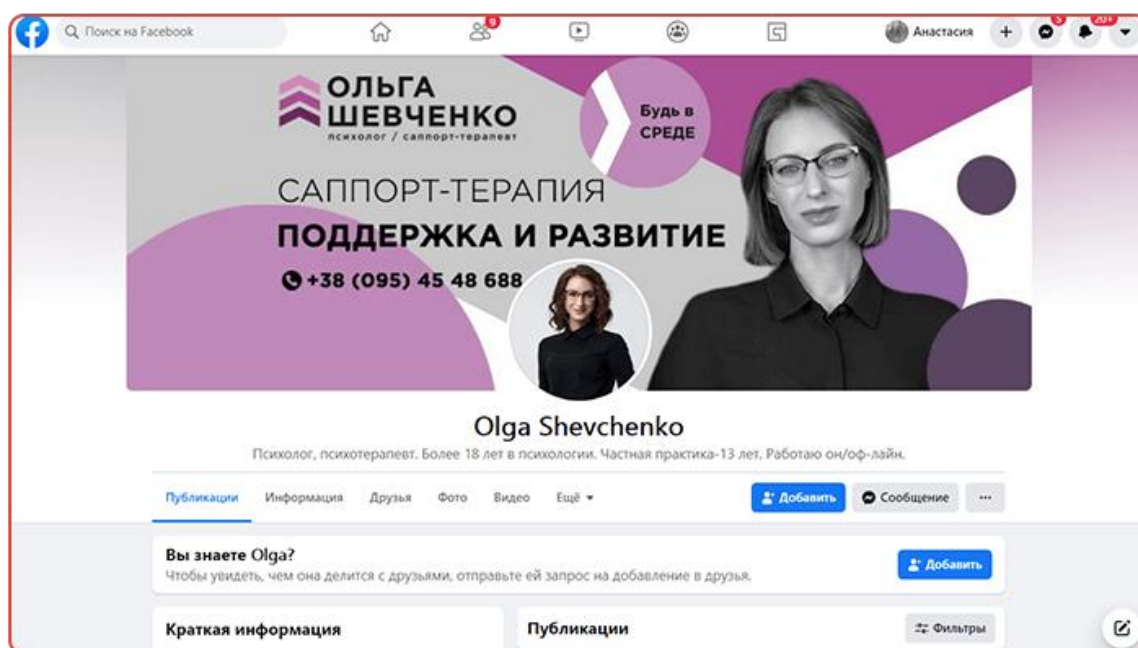 Поиск на Facebook
9
Анастасия
5
20+
ОЛЬГА
ШЕВЧЕНКО
психолог / саппорт-терапевт
Будь в
СРЕДЕ
САППОРТ-ТЕРАПИЯ
ПОДДЕРЖКА И РАЗВИТИЕ
+38 (095) 45 48 688
Olga Shevchenko
Психолог, психотерапевт. Более 18 лет в психологии. Частная практика-13 лет. Работаю он/оф-лайн.
Публикации Информация Друзья Фото Видео Ещё Добавить Сообщение ...
Вы знаете Olga?
Чтобы увидеть, чем она делится с друзьями, отправьте ей запрос на добавление в друзья.
Добавить
Краткая информация
Публикации
Фильтры